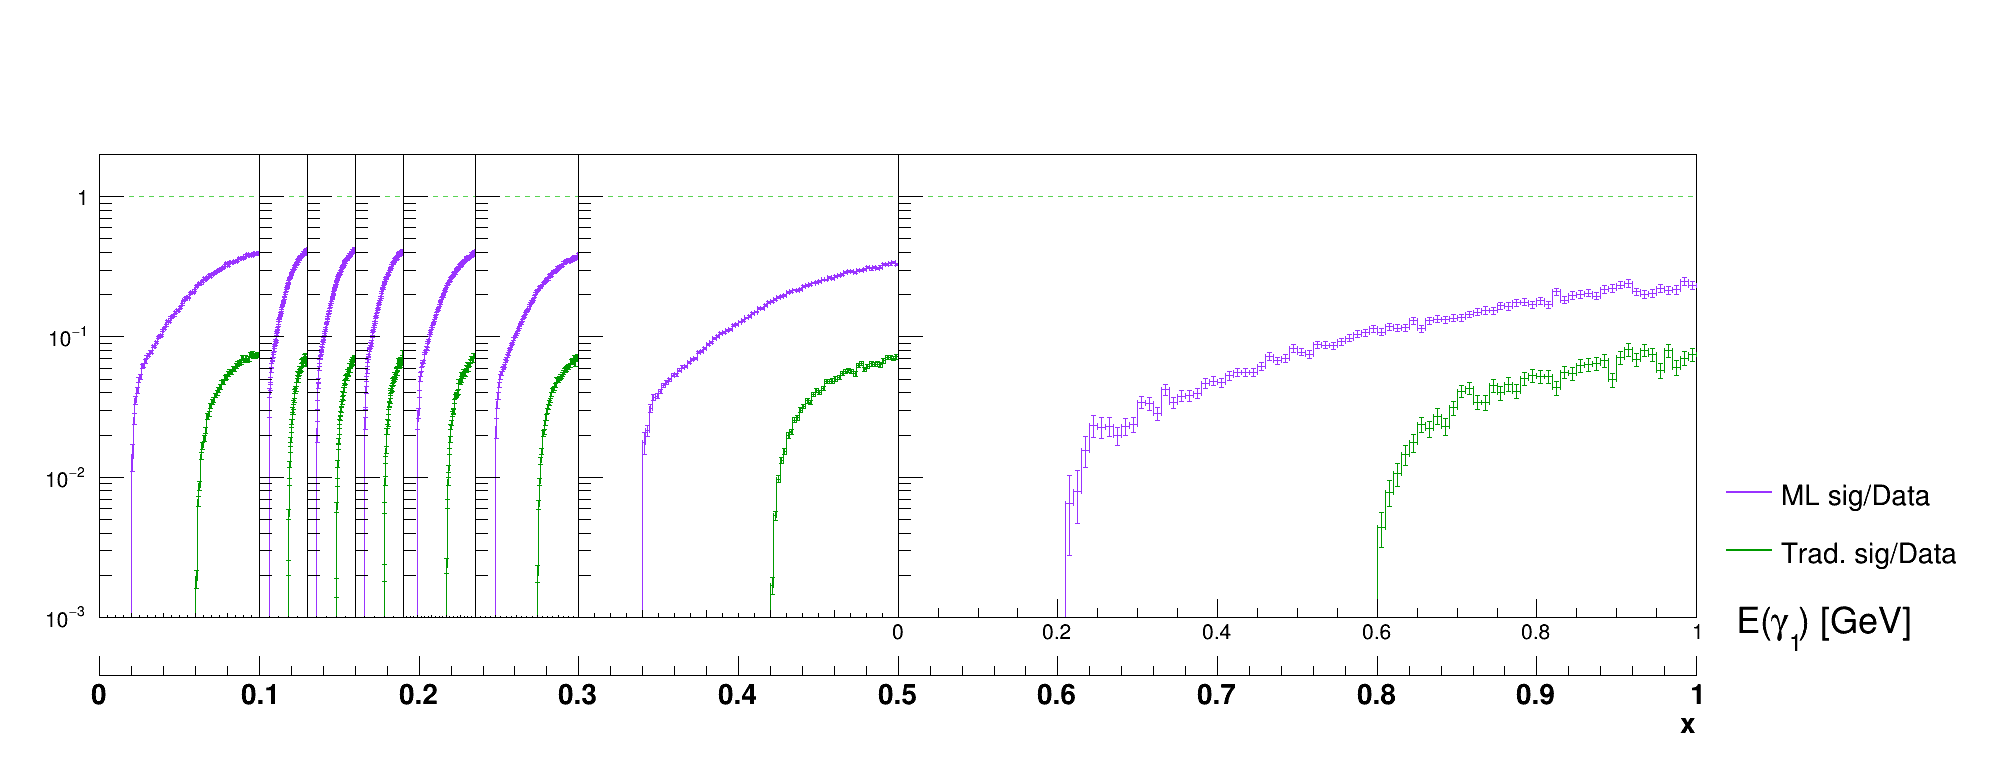 1
10⁻¹
10⁻²
10⁻³
ML sig/Data
Trad. sig/Data
0 0.2 0.4 0.6 0.8 1
E(γ₁) [GeV]
0 0.1 0.2 0.3 0.4 0.5 0.6 0.7 0.8 0.9 1
x